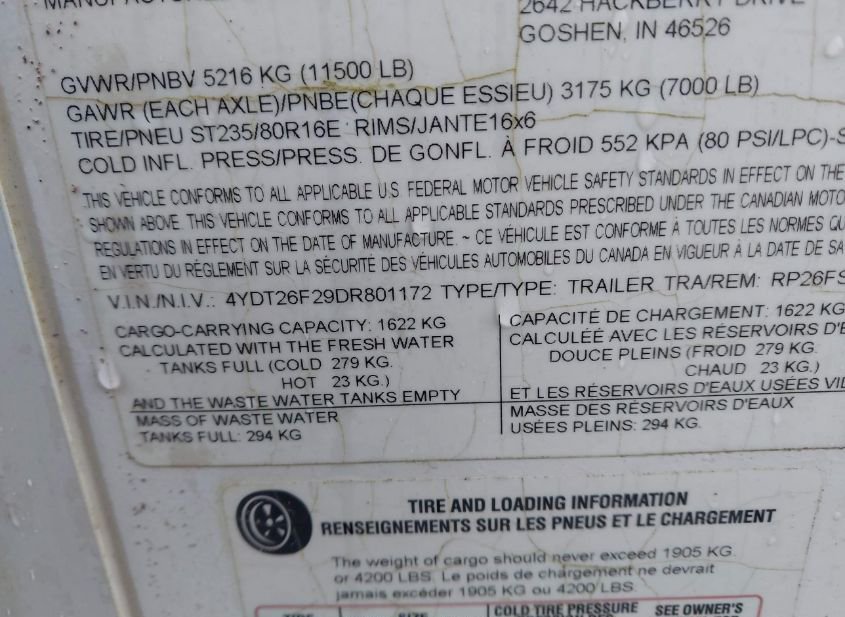 2642 HACKBERRY DRIVE
GOSHEN, IN 46526
GVWR/PNBV 5216 KG (11500 LB)
GAWR (EACH AXLE)/PNBE(CHAQUE ESSIEU) 3175 KG (7000 LB)
TIRE/PNEU ST235/80R16E RIMS/JANTE16x6
COLD INFL. PRESS/PRESS. DE GONFL. À FROID 552 KPA (80 PSI/LPC)-S
THIS VEHICLE CONFORMS TO ALL APPLICABLE U.S. FEDERAL MOTOR VEHICLE SAFETY STANDARDS IN EFFECT ON THE
SHOWN ABOVE. THIS VEHICLE CONFORMS TO ALL APPLICABLE STANDARDS PRESCRIBED UNDER THE CANADIAN MOTO
REGULATIONS IN EFFECT ON THE DATE OF MANUFACTURE. ~ CE VÉHICULE EST CONFORME À TOUTES LES NORMES QU
EN VERTU DU RÈGLEMENT SUR LA SÉCURITÉ DES VÉHICULES AUTOMOBILES DU CANADA EN VIGUEUR À LA DATE DE SA
V.I.N./N.I.V.: 4YDT26F29DR801172 TYPE/TYPE: TRAILER TRA/REM: RP26FS
CARGO-CARRYING CAPACITY: 1622 KG
CALCULATED WITH THE FRESH WATER
TANKS FULL (COLD 279 KG.
HOT 23 KG.)
AND THE WASTE WATER TANKS EMPTY
MASS OF WASTE WATER
TANKS FULL: 294 KG
CAPACITÉ DE CHARGEMENT: 1622 KG
CALCULÉE AVEC LES RÉSERVOIRS D'E
DOUCE PLEINS (FROID 279 KG.
CHAUD 23 KG.)
ET LES RÉSERVOIRS D'EAUX USÉES VID
MASSE DES RÉSERVOIRS D'EAUX
USÉES PLEINS: 294 KG.
TIRE AND LOADING INFORMATION
RENSEIGNEMENTS SUR LES PNEUS ET LE CHARGEMENT
The weight of cargo should never exceed 1905 KG
or 4200 LBS. Le poids de chargement ne devrait
jamais excéder 1905 KG ou 4200 LBS.
COLD TIRE PRESSURE
SEE OWNER'S